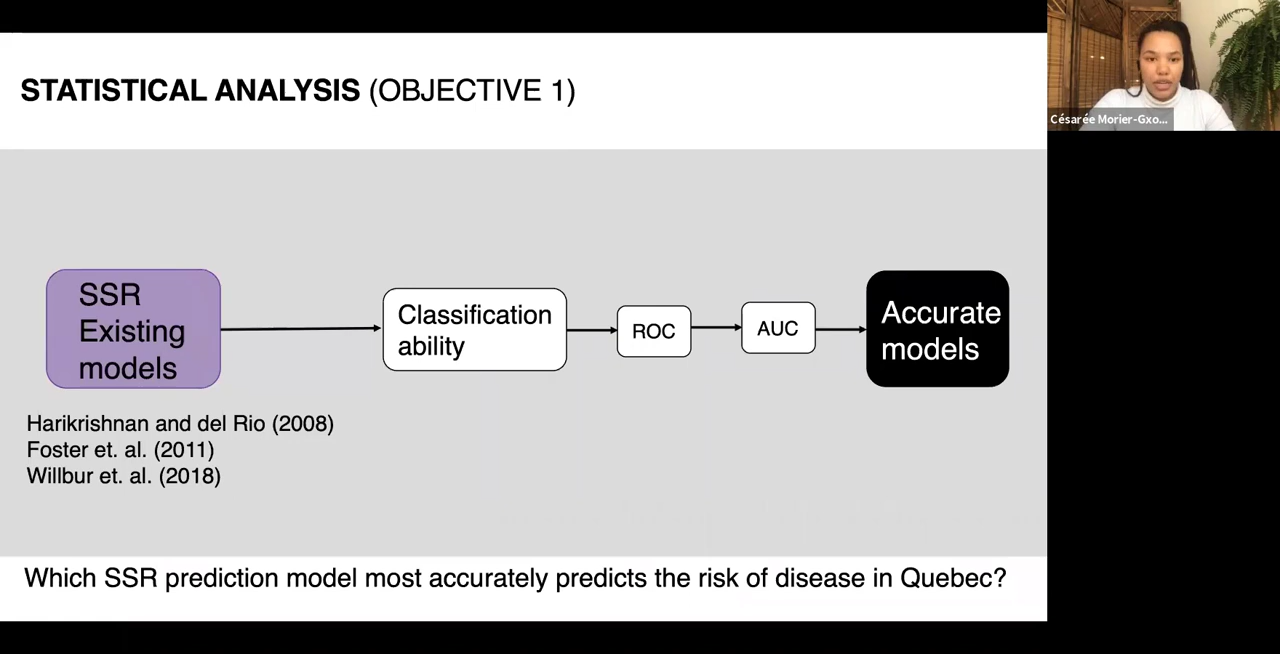 STATISTICAL ANALYSIS (OBJECTIVE 1)
SSR
Existing
models
Classification
ability
ROC
AUC
Accurate
models
Harikrishnan and del Rio (2008)
Foster et. al. (2011)
Willbur et. al. (2018)
Which SSR prediction model most accurately predicts the risk of disease in Quebec?
Césarée Morier-Gxo...